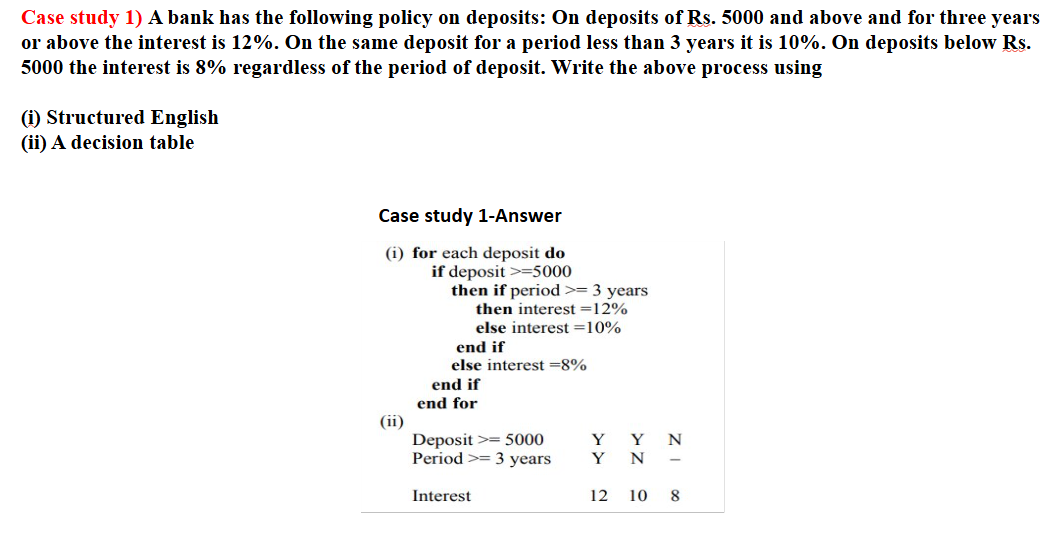 Case study 1) A bank has the following policy on deposits: On deposits of Rs. 5000 and above and for three years
or above the interest is 12%. On the same deposit for a period less than 3 years it is 10%. On deposits below Rs.
5000 the interest is 8% regardless of the period of deposit. Write the above process using
(i) Structured English
(ii) A decision table
Case study 1-Answer
(i) for each deposit do
if deposit >=5000
then if period >= 3 years
then interest =12%
else interest =10%
end if
else interest =8%
end if
end for
(ii)
Deposit >= 5000 Y Y N
Period >= 3 years Y N –
Interest 12 10 8